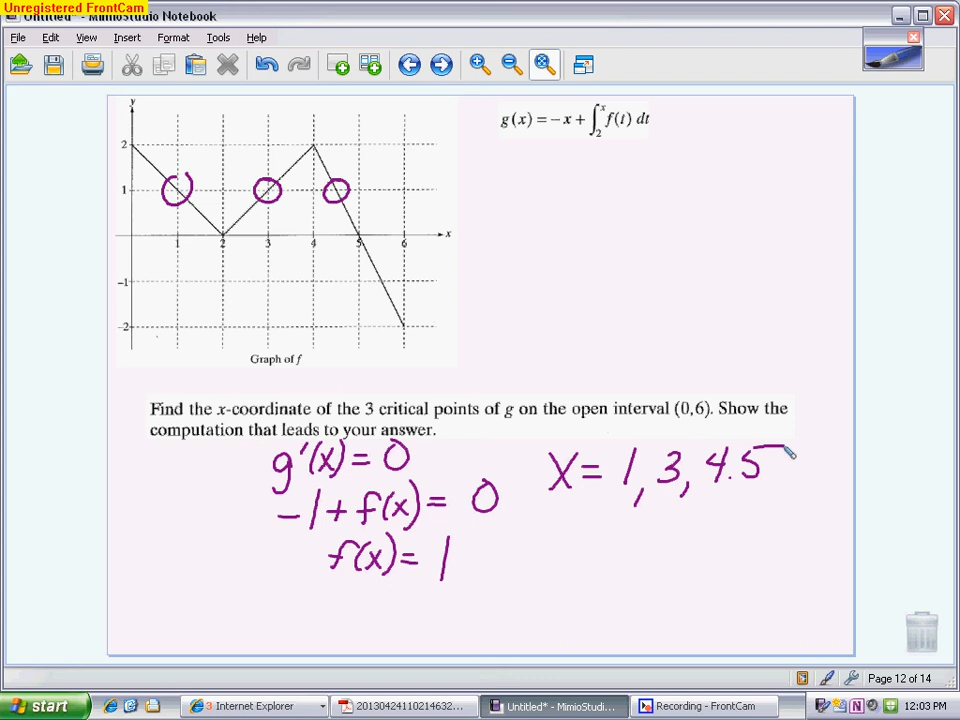 Unregistered FrontCam
Untitled* - MimioStudio Notebook
File Edit View Insert Format Tools Help
y
g(x) = -x + ∫₂ˣ f(t) dt
2
1
x
1 2 3 4 5 6
-1
-2
Graph of f
Find the x-coordinate of the 3 critical points of g on the open interval (0,6). Show the
computation that leads to your answer.
g'(x) = 0
X = 1, 3, 4.5
-1 + f(x) = 0
f(x) = 1
Page 12 of 14
start
3 Internet Explorer
20130424110214632...
Untitled* - MimioStudi...
Recording - FrontCam
12:03 PM